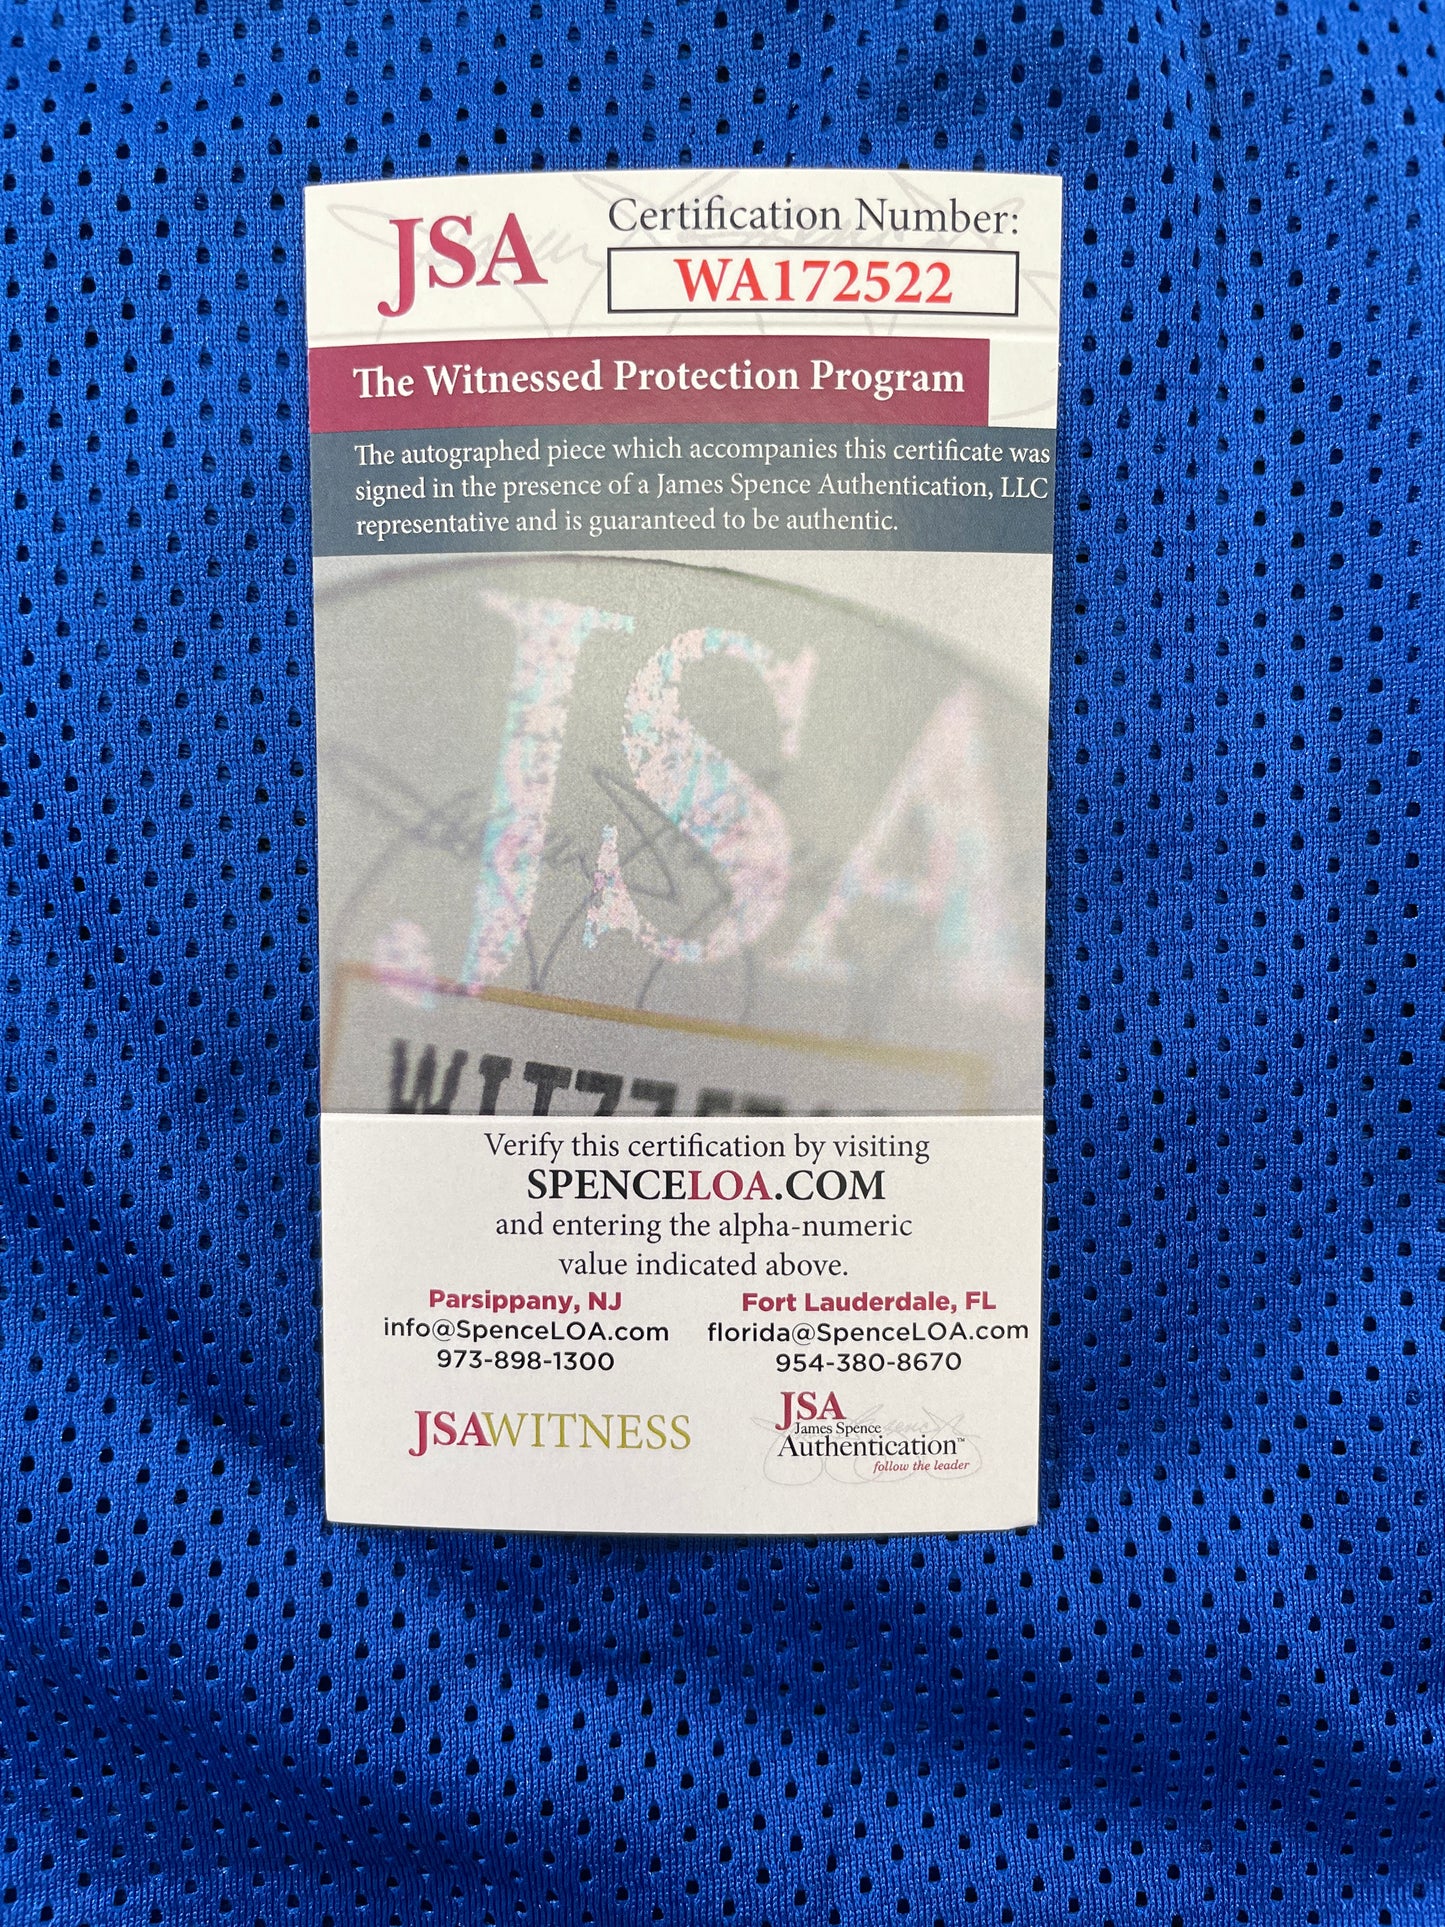 JSA
Certification Number:
WA172522
The Witnessed Protection Program
The autographed piece which accompanies this certificate was
signed in the presence of a James Spence Authentication, LLC
representative and is guaranteed to be authentic.
JSA
Verify this certification by visiting
SPENCELOA.COM
and entering the alpha-numeric
value indicated above.
Parsippany, NJ
info@SpenceLOA.com
973-898-1300
Fort Lauderdale, FL
florida@SpenceLOA.com
954-380-8670
JSAWITNESS
JSA
James Spence
Authentication™
follow the leader